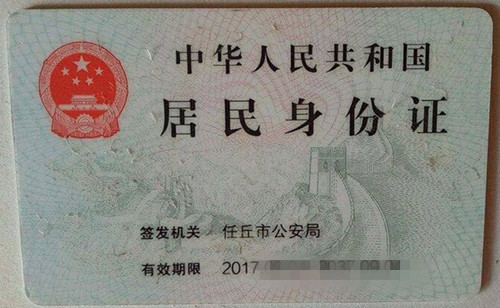 中华人民共和国
居民身份证
签发机关 任丘市公安局
有效期限 2017